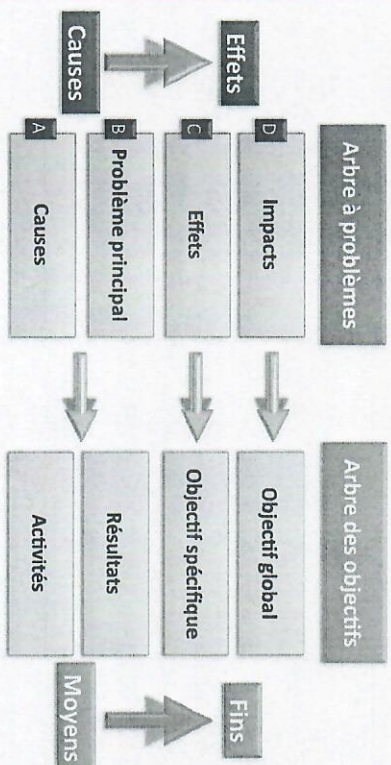 Arbre à problèmes
Arbre des objectifs
Effets
Causes
D
Impacts
C
Effets
B
Problème principal
A
Causes
Objectif global
Objectif spécifique
Résultats
Activités
Fins
Moyens